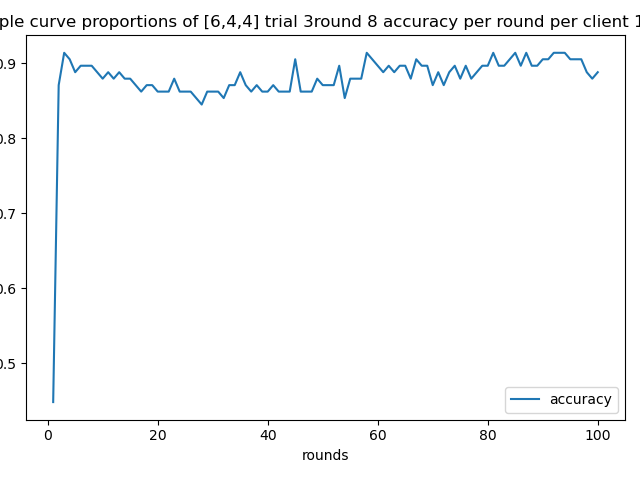 ple curve proportions of [6,4,4] trial 3round 8 accuracy per round per client 1
0.9
0.8
0.7
0.6
0.5
accuracy
0 20 40 60 80 100
rounds